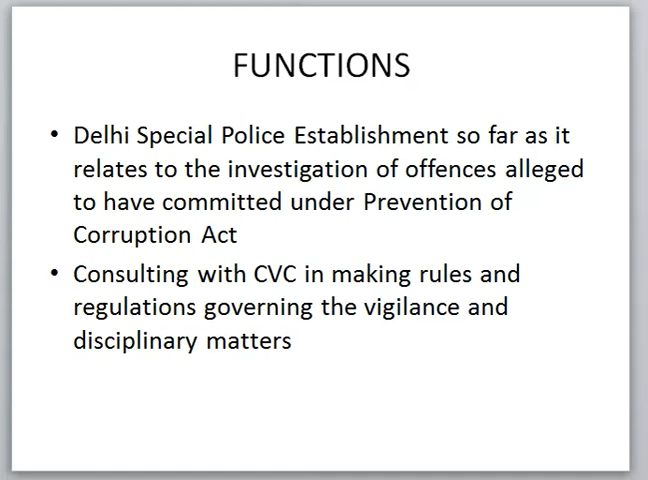 FUNCTIONS
• Delhi Special Police Establishment so far as it
relates to the investigation of offences alleged
to have committed under Prevention of
Corruption Act
• Consulting with CVC in making rules and
regulations governing the vigilance and
disciplinary matters